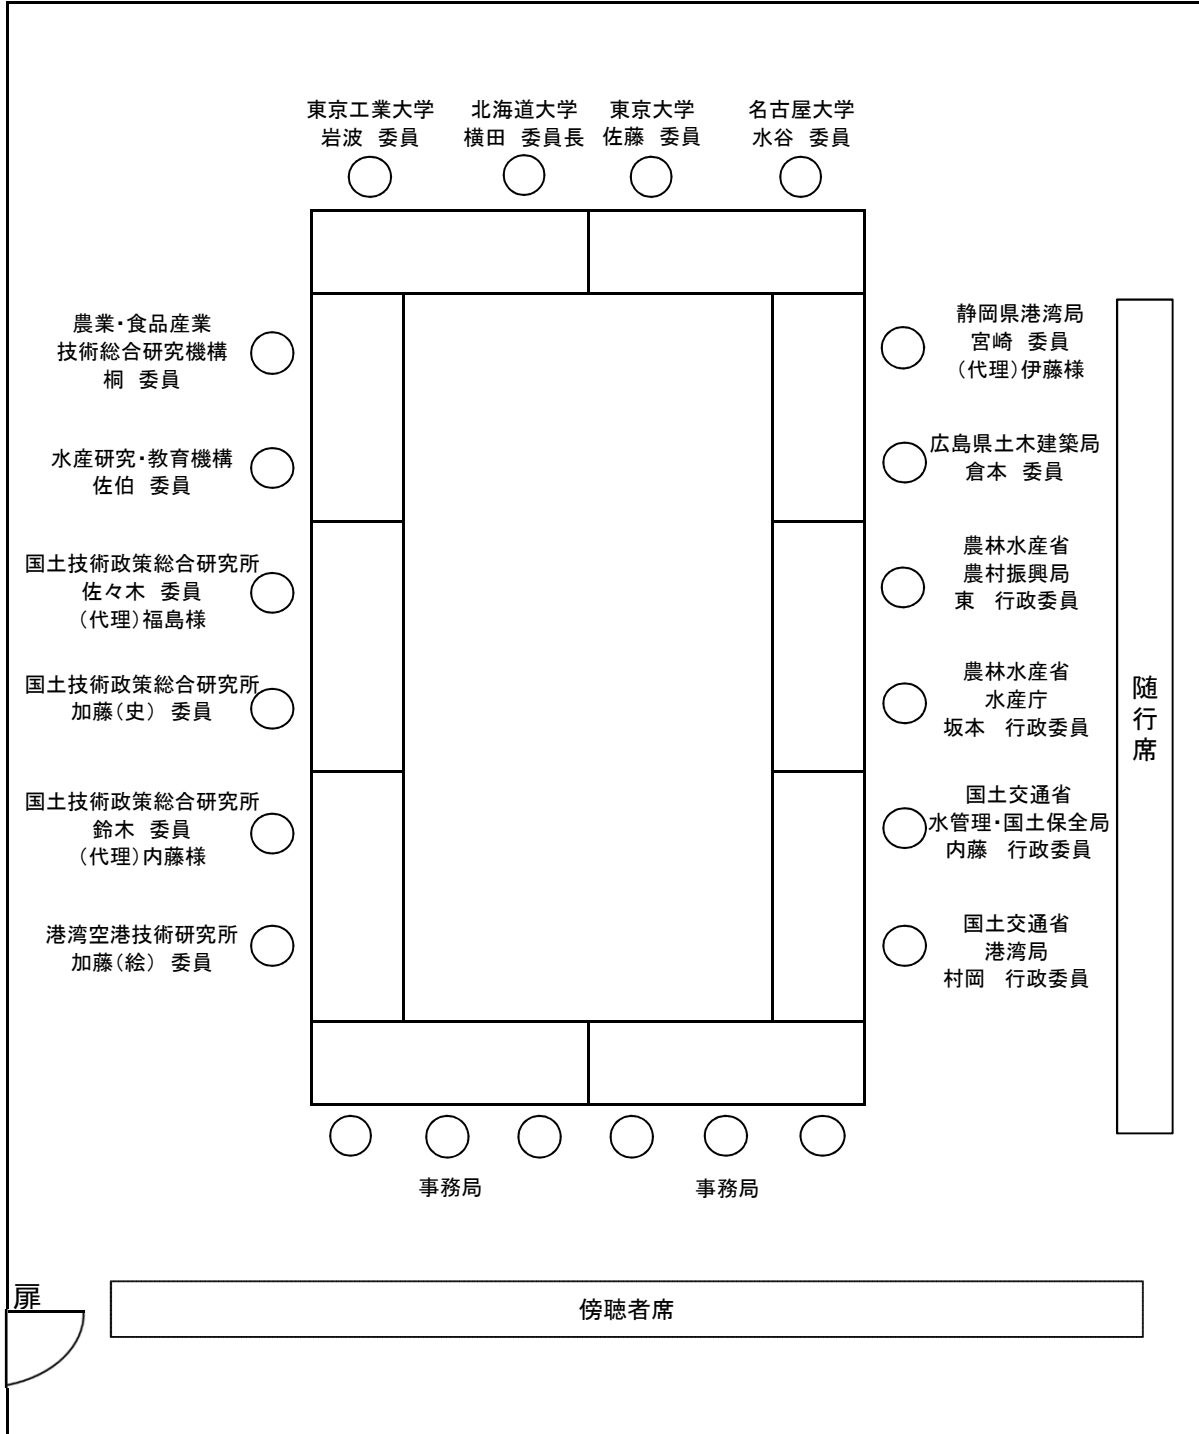 東京工業大学
岩波　委員
北海道大学
横田　委員長
東京大学
佐藤　委員
名古屋大学
水谷　委員
農業・食品産業
技術総合研究機構
桐　委員
水産研究・教育機構
佐伯　委員
国土技術政策総合研究所
佐々木　委員
（代理）福島様
国土技術政策総合研究所
加藤（史）　委員
国土技術政策総合研究所
鈴木　委員
（代理）内藤様
港湾空港技術研究所
加藤（絵）　委員
静岡県港湾局
宮崎　委員
（代理）伊藤様
広島県土木建築局
倉本　委員
農林水産省
農村振興局
東　行政委員
農林水産省
水産庁
坂本　行政委員
国土交通省
水管理・国土保全局
内藤　行政委員
国土交通省
港湾局
村岡　行政委員
随行席
事務局
事務局
扉
傍聴者席